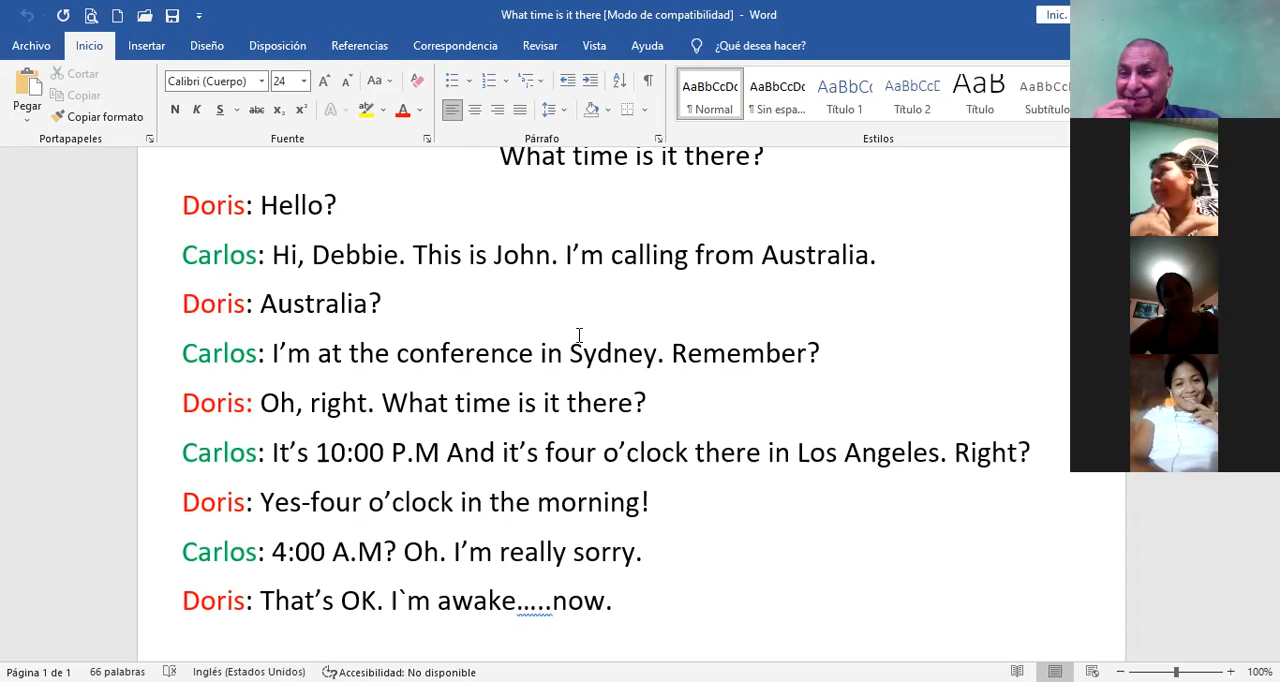 What time is it there [Modo de compatibilidad] - Word
Inic.
Archivo Inicio Insertar Diseño Disposición Referencias Correspondencia Revisar Vista Ayuda ¿Qué desea hacer?
Pegar
Cortar
Copiar
Copiar formato
Portapapeles
Calibri (Cuerpo) 24
N K S abc x₂ x²
Fuente
Párrafo
AaBbCcDc AaBbCcDc AaBbC AaBbCcE AaB AaBbCc
¶ Normal ¶ Sin espa... Título 1 Título 2 Título Subtítulo
Estilos
What time is it there?
Doris: Hello?
Carlos: Hi, Debbie. This is John. I’m calling from Australia.
Doris: Australia?
Carlos: I’m at the conference in Sydney. Remember?
Doris: Oh, right. What time is it there?
Carlos: It’s 10:00 P.M And it’s four o’clock there in Los Angeles. Right?
Doris: Yes-four o’clock in the morning!
Carlos: 4:00 A.M? Oh. I’m really sorry.
Doris: That’s OK. I`m awake…..now.
Página 1 de 1 66 palabras Inglés (Estados Unidos) Accesibilidad: No disponible 100%